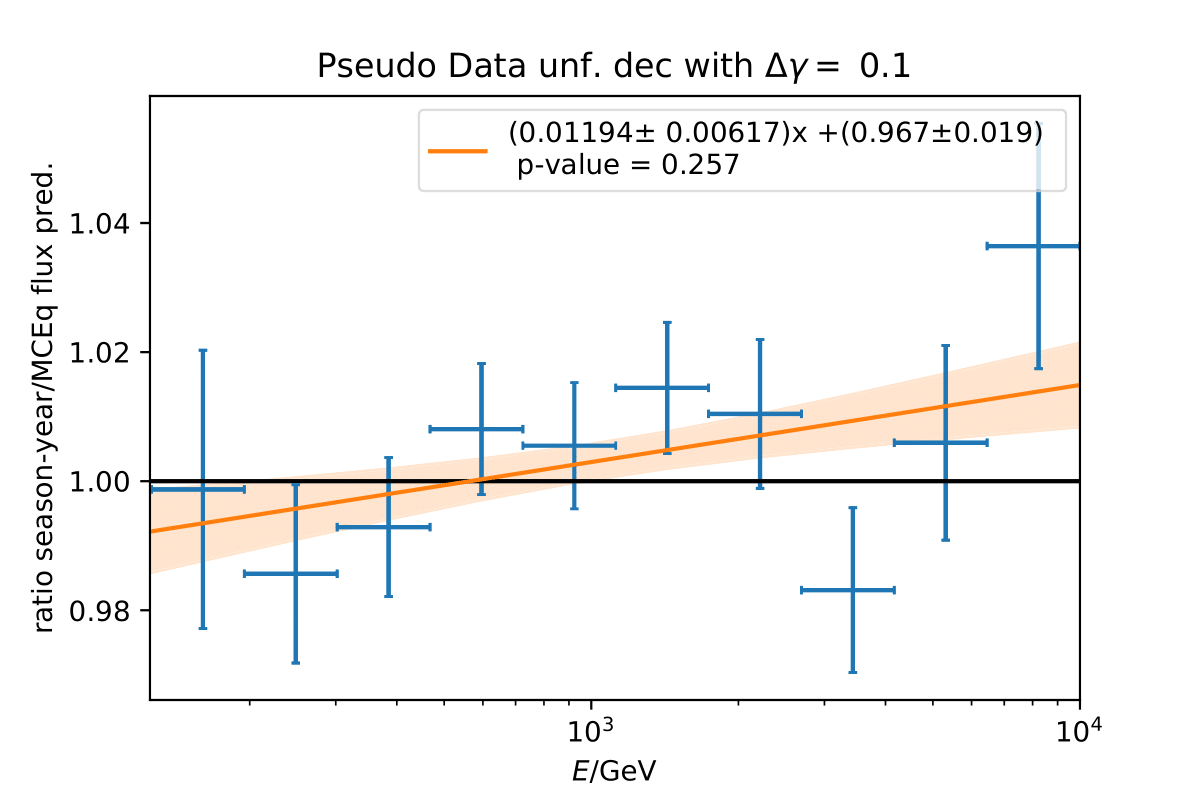 Pseudo Data unf. dec with Δγ = 0.1
(0.01194± 0.00617)x +(0.967±0.019)
p-value = 0.257
ratio season-year/MCEq flux pred.
1.04
1.02
1.00
0.98
10³
10⁴
E/GeV